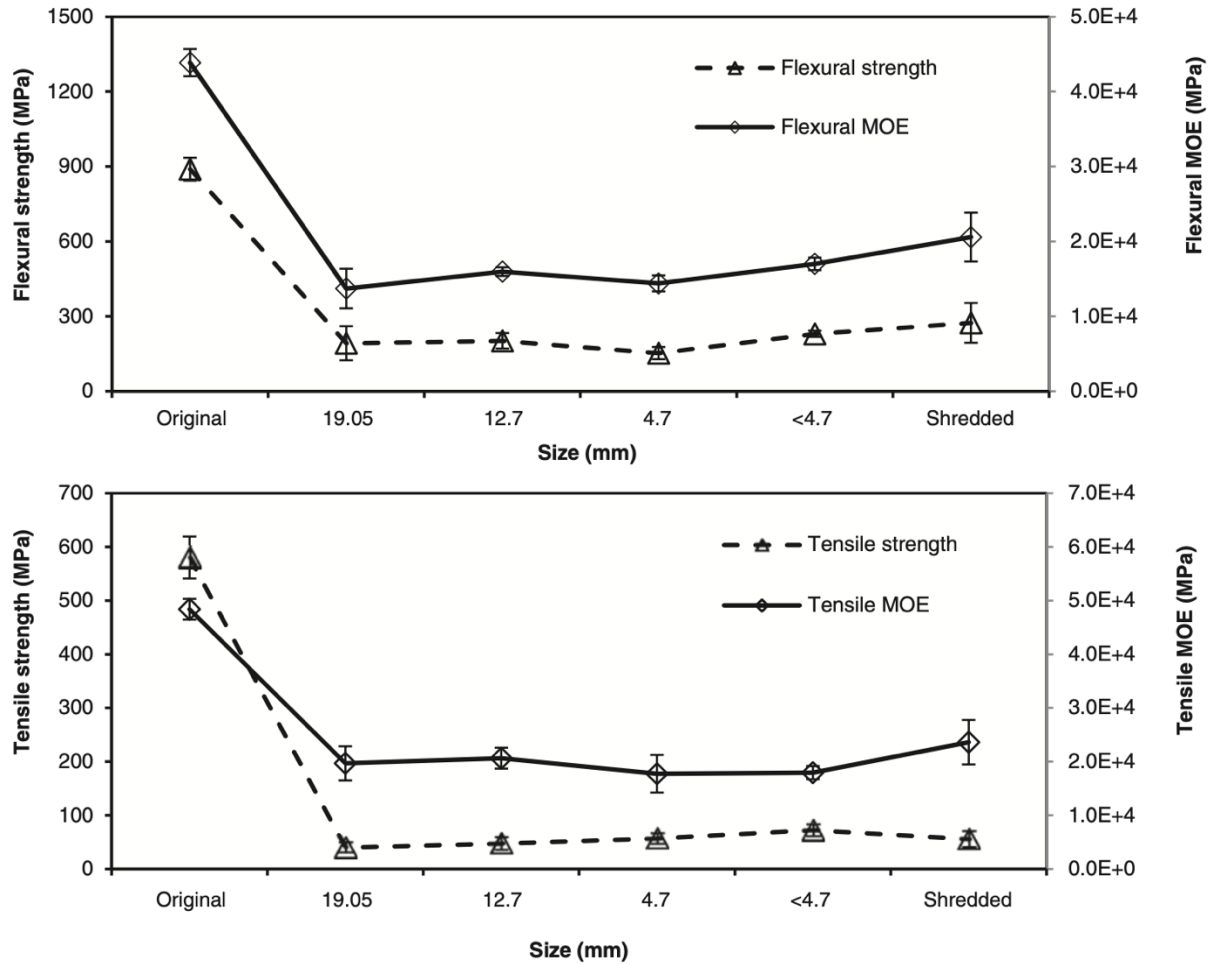 1500
1200
900
600
300
0
Flexural strength (MPa)
5.0E+4
4.0E+4
3.0E+4
2.0E+4
1.0E+4
0.0E+0
Flexural MOE (MPa)
Flexural strength
Flexural MOE
Original 19.05 12.7 4.7 <4.7 Shredded
Size (mm)
700
600
500
400
300
200
100
0
Tensile strength (MPa)
7.0E+4
6.0E+4
5.0E+4
4.0E+4
3.0E+4
2.0E+4
1.0E+4
0.0E+0
Tensile MOE (MPa)
Tensile strength
Tensile MOE
Original 19.05 12.7 4.7 <4.7 Shredded
Size (mm)